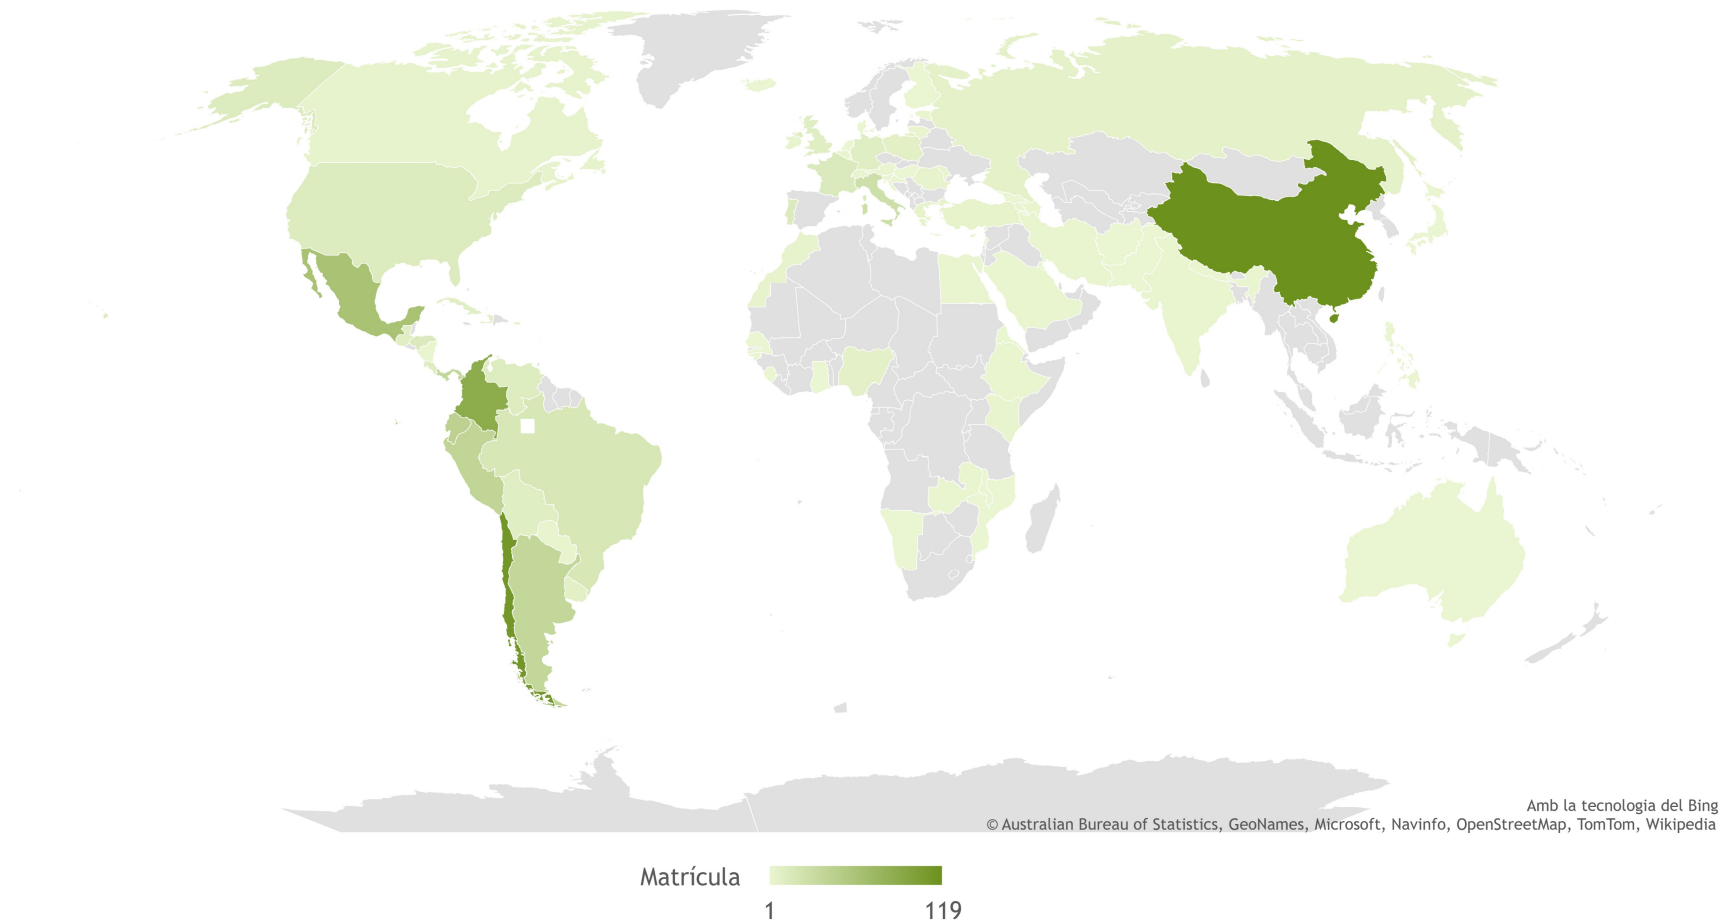 Amb la tecnologia del Bing
© Australian Bureau of Statistics, GeoNames, Microsoft, Navinfo, OpenStreetMap, TomTom, Wikipedia
Matrícula
1 119